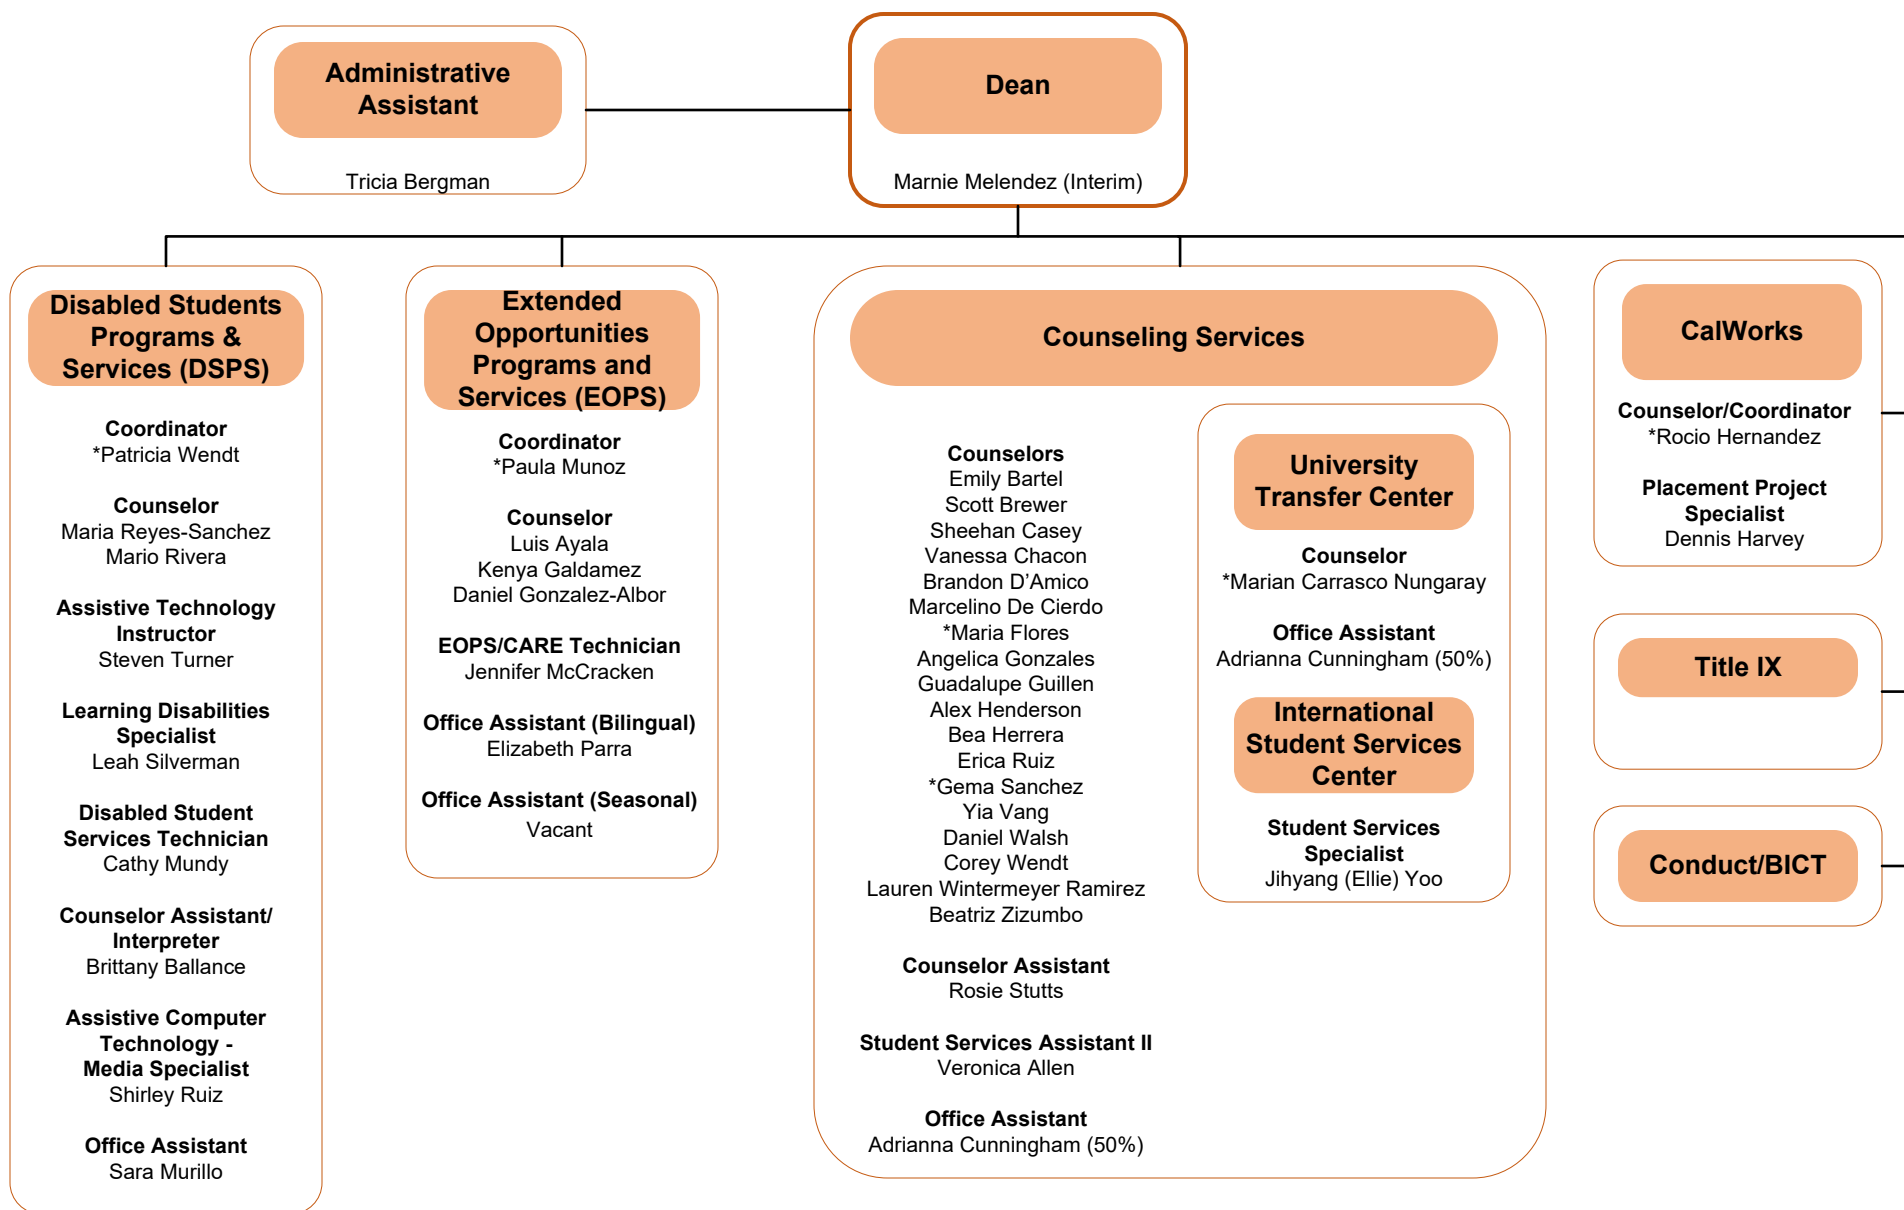 Administrative
Assistant
Tricia Bergman
Dean
Marnie Melendez (Interim)
Disabled Students
Programs &
Services (DSPS)
Coordinator
*Patricia Wendt
Counselor
Maria Reyes-Sanchez
Mario Rivera
Assistive Technology
Instructor
Steven Turner
Learning Disabilities
Specialist
Leah Silverman
Disabled Student
Services Technician
Cathy Mundy
Counselor Assistant/
Interpreter
Brittany Ballance
Assistive Computer
Technology -
Media Specialist
Shirley Ruiz
Office Assistant
Sara Murillo
Extended
Opportunities
Programs and
Services (EOPS)
Coordinator
*Paula Munoz
Counselor
Luis Ayala
Kenya Galdamez
Daniel Gonzalez-Albor
EOPS/CARE Technician
Jennifer McCracken
Office Assistant (Bilingual)
Elizabeth Parra
Office Assistant (Seasonal)
Vacant
Counseling Services
Counselors
Emily Bartel
Scott Brewer
Sheehan Casey
Vanessa Chacon
Brandon D’Amico
Marcelino De Cierdo
*Maria Flores
Angelica Gonzales
Guadalupe Guillen
Alex Henderson
Bea Herrera
Erica Ruiz
*Gema Sanchez
Yia Vang
Daniel Walsh
Corey Wendt
Lauren Wintermeyer Ramirez
Beatriz Zizumbo
Counselor Assistant
Rosie Stutts
Student Services Assistant II
Veronica Allen
Office Assistant
Adrianna Cunningham (50%)
University
Transfer Center
Counselor
*Marian Carrasco Nungaray
Office Assistant
Adrianna Cunningham (50%)
International
Student Services
Center
Student Services
Specialist
Jihyang (Ellie) Yoo
CalWorks
Counselor/Coordinator
*Rocio Hernandez
Placement Project
Specialist
Dennis Harvey
Title IX
Conduct/BICT